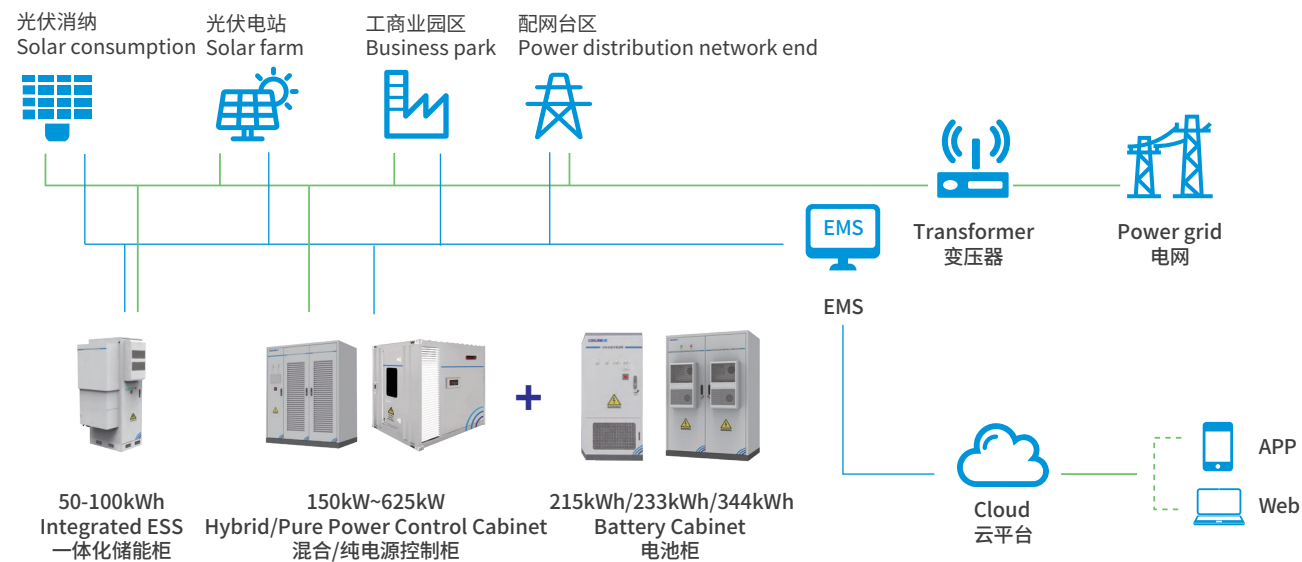 光伏消纳
Solar consumption
光伏电站
Solar farm
工商业园区
Business park
配网台区
Power distribution network end
EMS
Transformer
变压器
Power grid
电网
EMS
50-100kWh
Integrated ESS
一体化储能柜
150kW~625kW
Hybrid/Pure Power Control Cabinet
混合/纯电源控制柜
+
215kWh/233kWh/344kWh
Battery Cabinet
电池柜
Cloud
云平台
APP
Web